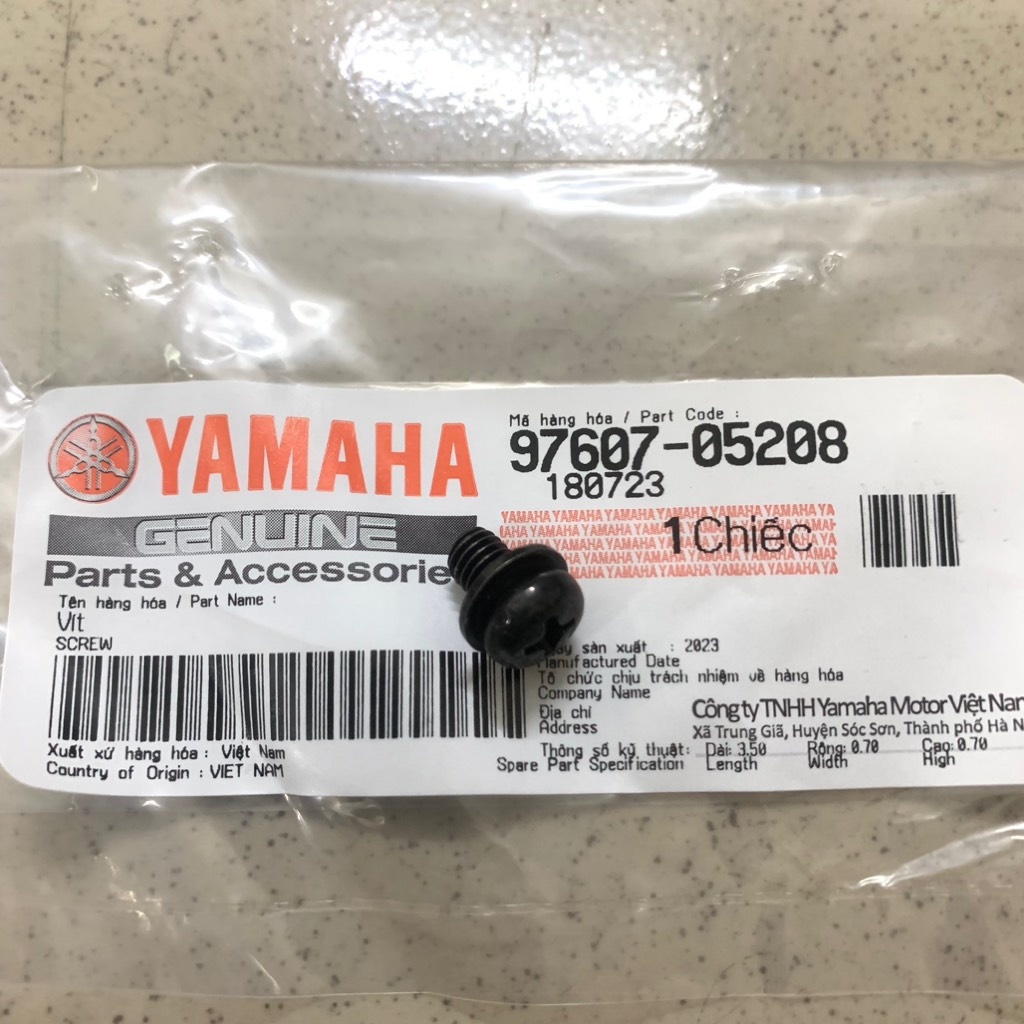 YAMAHA
GENUINE
Parts & Accessorie
Mã hàng hóa / Part Code :
97607-05208
180723
YAMAHA YAMAHA YAMAHA YAMAHA YAMAHA YAMAHA YA
1 Chiếc
Tên hàng hóa / Part Name :
Vít
SCREW
sản xuất : 2023
Manufactured Date
Tổ chức chịu trách nhiệm về hàng hóa
Company Name
Công ty TNHH Yamaha Motor Việt Nam
Địa chỉ
Address
Xã Trung Giã, Huyện Sóc Sơn, Thành phố Hà N
Xuất xứ hàng hóa : Việt Nam
Country of Origin : VIET NAM
Thông số kỹ thuật: Dài: 3.50 Rộng: 0.70 Cao: 0.70
Spare Part Specification Length Width High